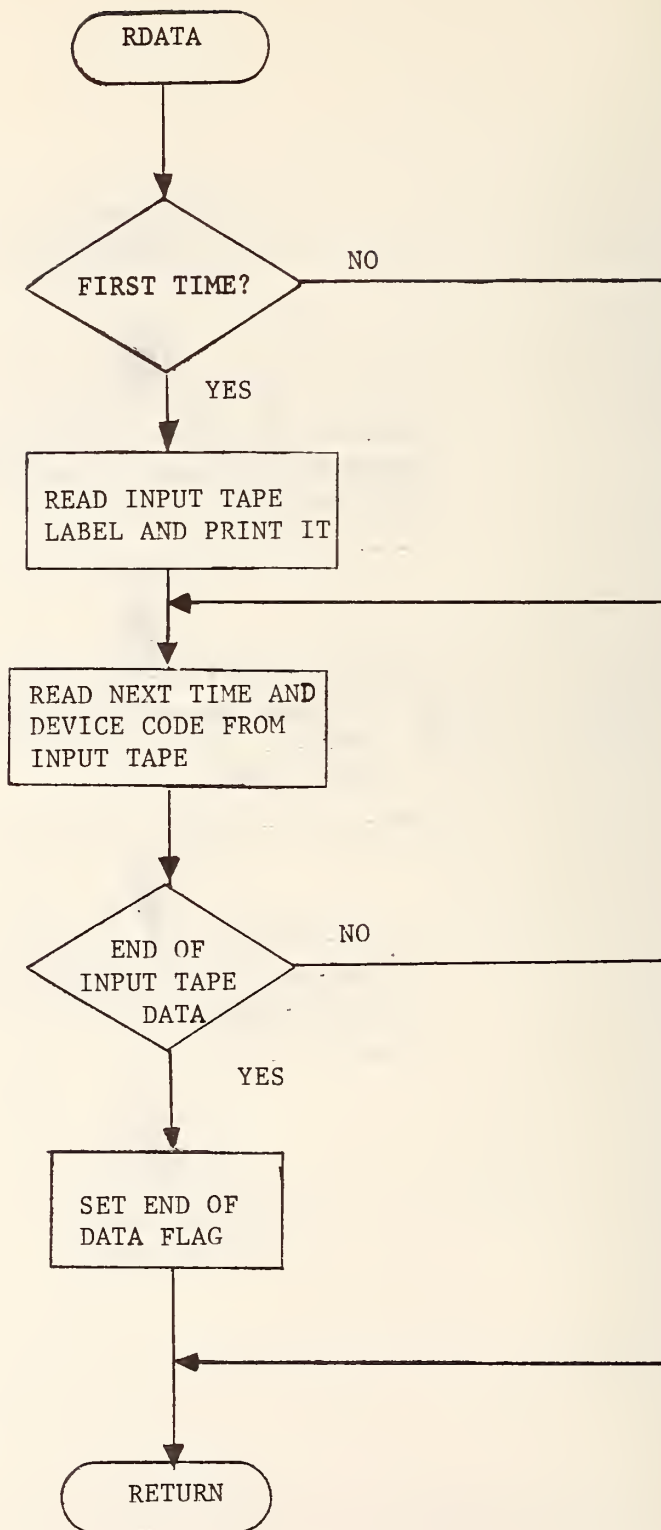 RDATA
FIRST TIME?
NO
YES
READ INPUT TAPE
LABEL AND PRINT IT
READ NEXT TIME AND
DEVICE CODE FROM
INPUT TAPE
END OF
INPUT TAPE
DATA
NO
YES
SET END OF
DATA FLAG
RETURN